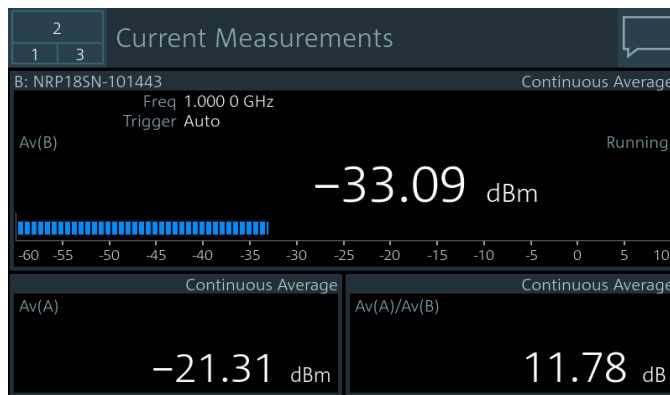 2
1 3
Current Measurements
B: NRP18SN-101443 Continuous Average
Freq 1.000 0 GHz
Trigger Auto
Av(B) Running
−33.09 dBm
-60 -55 -50 -45 -40 -35 -30 -25 -20 -15 -10 -5 0 5 10
Continuous Average
Av(A)
−21.31 dBm
Continuous Average
Av(A)/Av(B)
11.78 dB